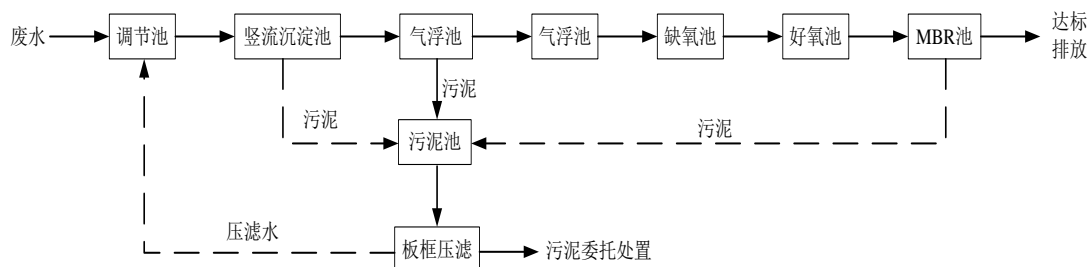 废水
调节池
竖流沉淀池
气浮池
气浮池
缺氧池
好氧池
MBR池
达标
排放
污泥
污泥
污泥
污泥池
压滤水
板框压滤
污泥委托处置